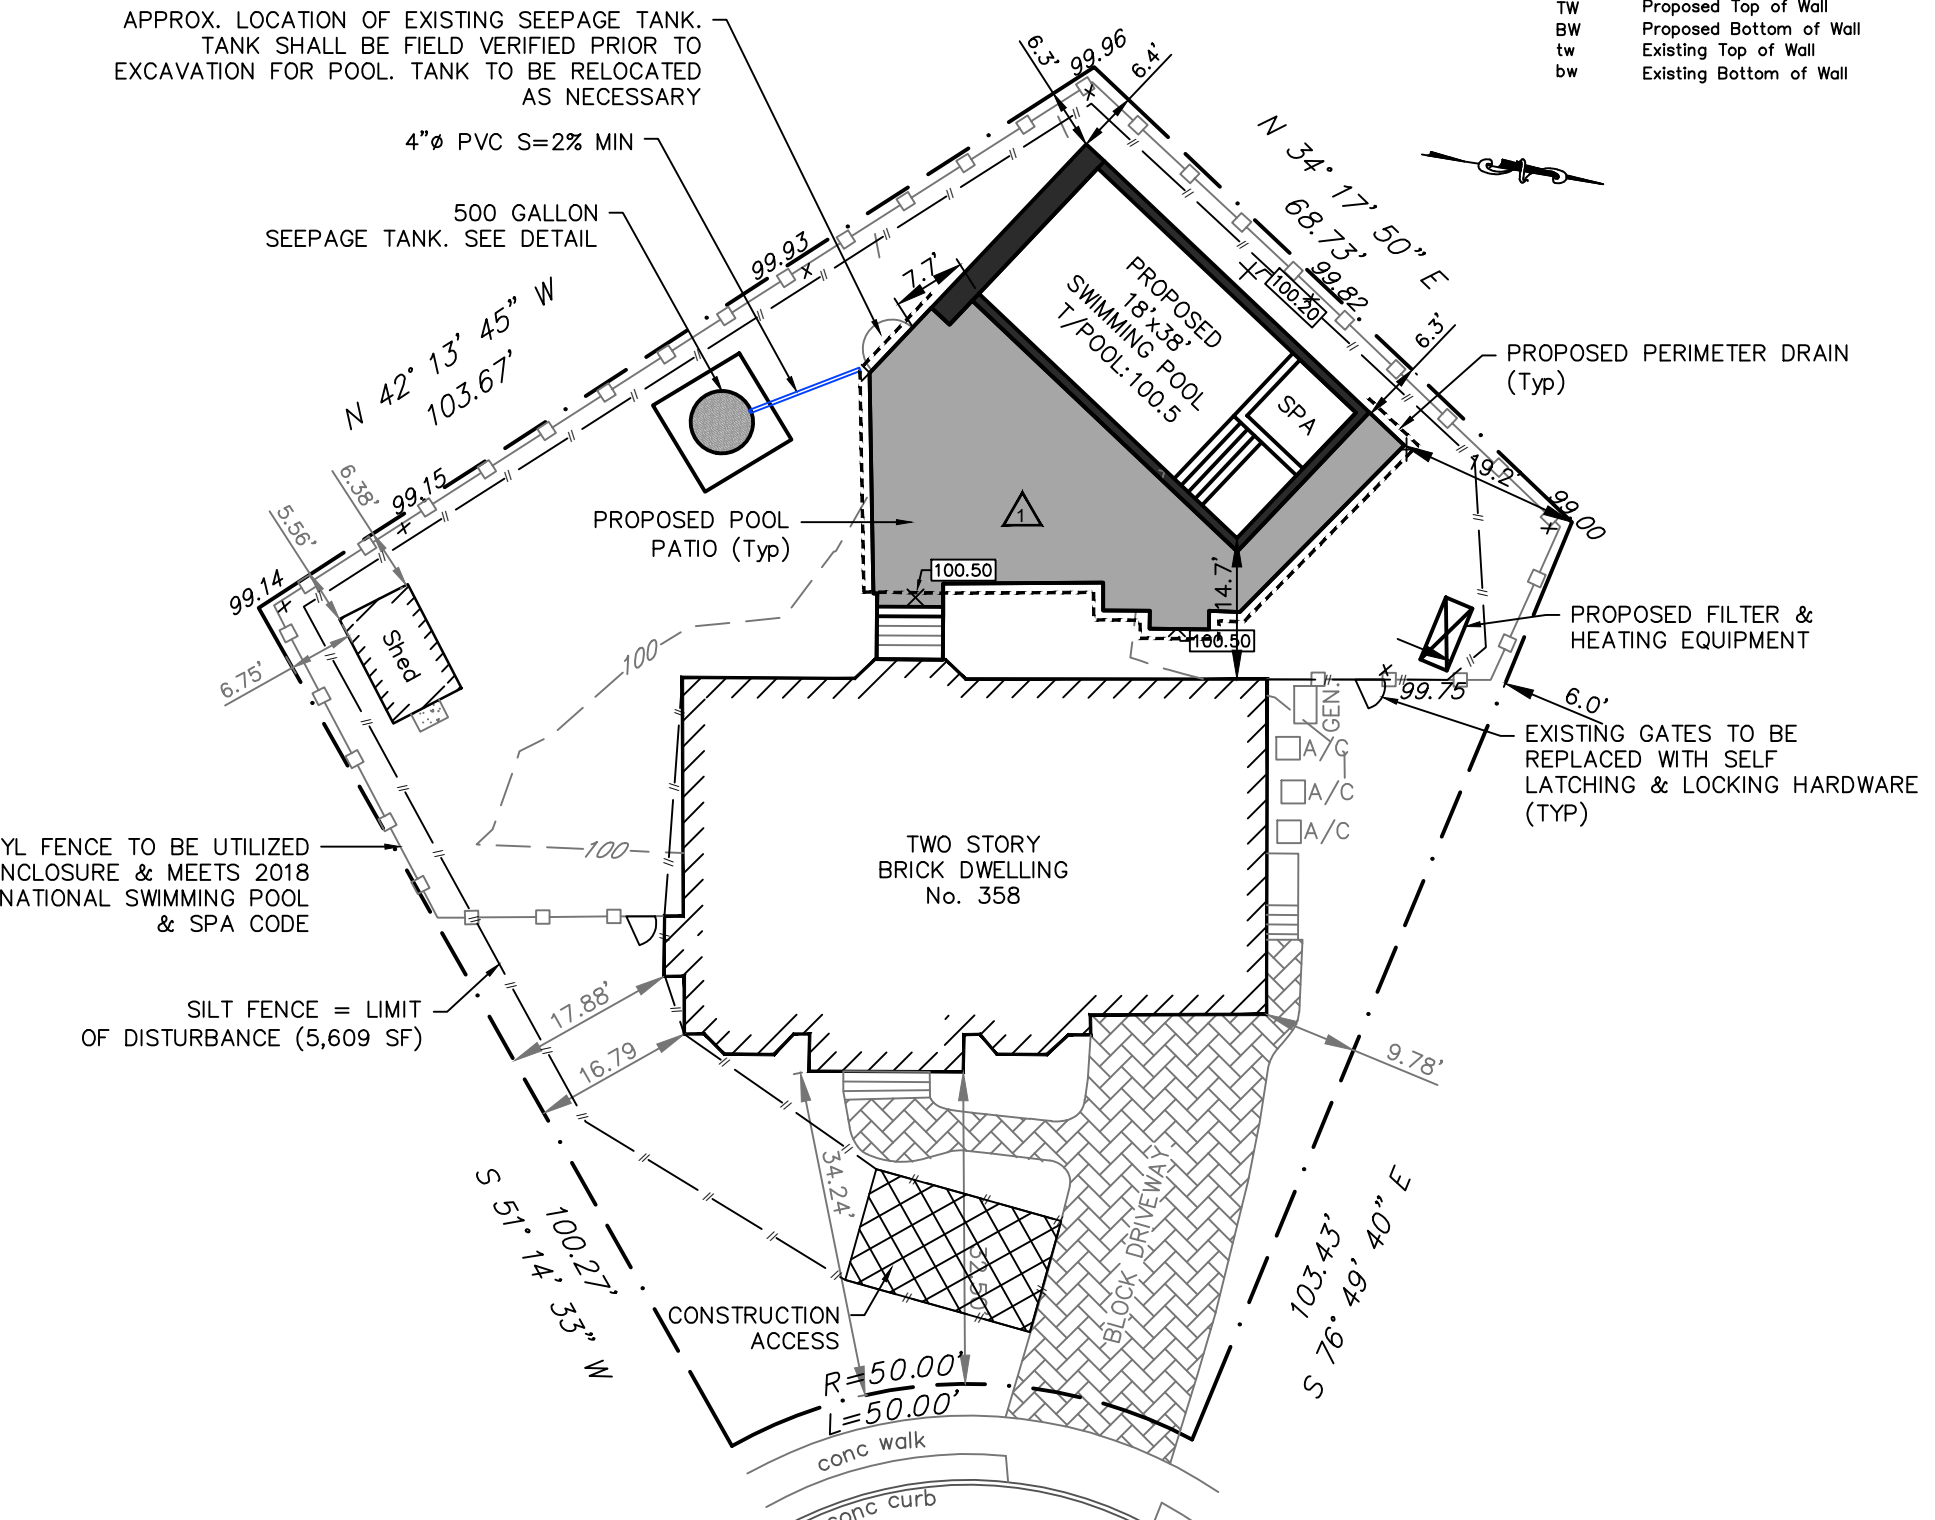 TW Proposed Top of Wall
BW Proposed Bottom of Wall
tw Existing Top of Wall
bw Existing Bottom of Wall
APPROX. LOCATION OF EXISTING SEEPAGE TANK.
TANK SHALL BE FIELD VERIFIED PRIOR TO
EXCAVATION FOR POOL. TANK TO BE RELOCATED
AS NECESSARY
4"ø PVC S=2% MIN
500 GALLON
SEEPAGE TANK. SEE DETAIL
6.3'
99.96
6.4'
N 34° 17' 50" E
68.73'
99.82
100.20
99.93
7.7'
N 42° 13' 45" W
103.67'
PROPOSED
18'x38'
SWIMMING POOL
T/POOL:100.5
SPA
6.3'
PROPOSED PERIMETER DRAIN
(Typ)
19.2'
99.00
6.38'
99.15
5.56'
99.14
6.75'
Shed
PROPOSED POOL
PATIO (Typ)
1
100.50
14.7'
100.50
100
100
PROPOSED FILTER &
HEATING EQUIPMENT
99.75
6.0'
GEN.
A/C
A/C
A/C
EXISTING GATES TO BE
REPLACED WITH SELF
LATCHING & LOCKING HARDWARE
(TYP)
YL FENCE TO BE UTILIZED
NCLOSURE & MEETS 2018
NATIONAL SWIMMING POOL
& SPA CODE
TWO STORY
BRICK DWELLING
No. 358
SILT FENCE = LIMIT
OF DISTURBANCE (5,609 SF)
17.88'
16.79
9.78'
34.24'
32.50'
S 51° 14' 33" W
100.27'
BLOCK DRIVEWAY
103.43'
S 76° 49' 40" E
CONSTRUCTION
ACCESS
R=50.00'
L=50.00'
conc walk
conc curb